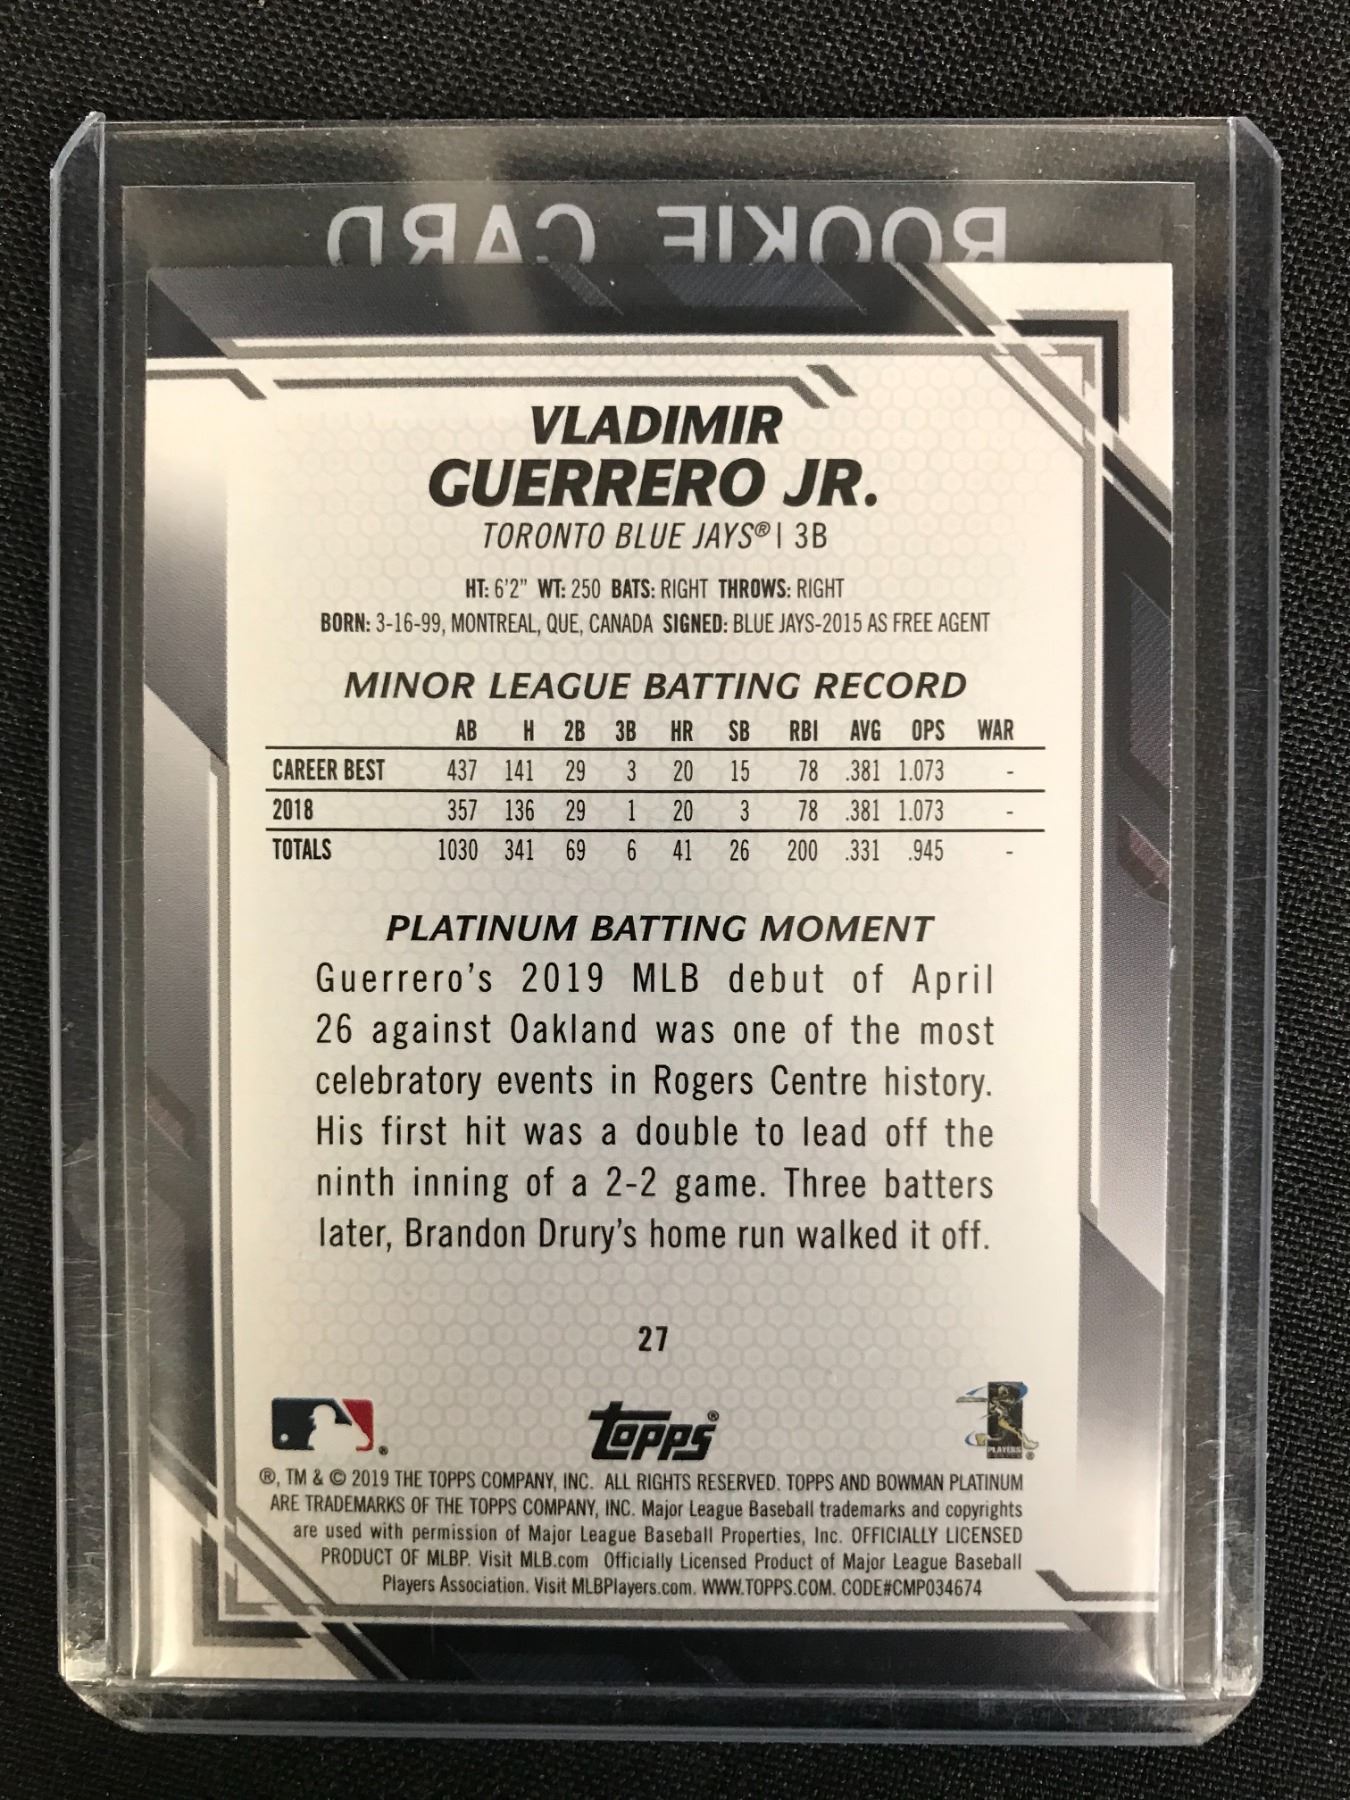 ROOKIE CARD
VLADIMIR
GUERRERO JR.
TORONTO BLUE JAYS® | 3B
HT: 6'2" WT: 250 BATS: RIGHT THROWS: RIGHT
BORN: 3-16-99, MONTREAL, QUE, CANADA SIGNED: BLUE JAYS-2015 AS FREE AGENT
MINOR LEAGUE BATTING RECORD
AB H 2B 3B HR SB RBI AVG OPS WAR
CAREER BEST 437 141 29 3 20 15 78 .381 1.073 -
2018 357 136 29 1 20 3 78 .381 1.073 -
TOTALS 1030 341 69 6 41 26 200 .331 .945 -
PLATINUM BATTING MOMENT
Guerrero's 2019 MLB debut of April
26 against Oakland was one of the most
celebratory events in Rogers Centre history.
His first hit was a double to lead off the
ninth inning of a 2-2 game. Three batters
later, Brandon Drury's home run walked it off.
27
® Topps® PLAYERS ®
®, TM & © 2019 THE TOPPS COMPANY, INC. ALL RIGHTS RESERVED. TOPPS AND BOWMAN PLATINUM
ARE TRADEMARKS OF THE TOPPS COMPANY, INC. Major League Baseball trademarks and copyrights
are used with permission of Major League Baseball Properties, Inc. OFFICIALLY LICENSED
PRODUCT OF MLBP. Visit MLB.com Officially Licensed Product of Major League Baseball
Players Association. Visit MLBPlayers.com. WWW.TOPPS.COM. CODE#CMP034674